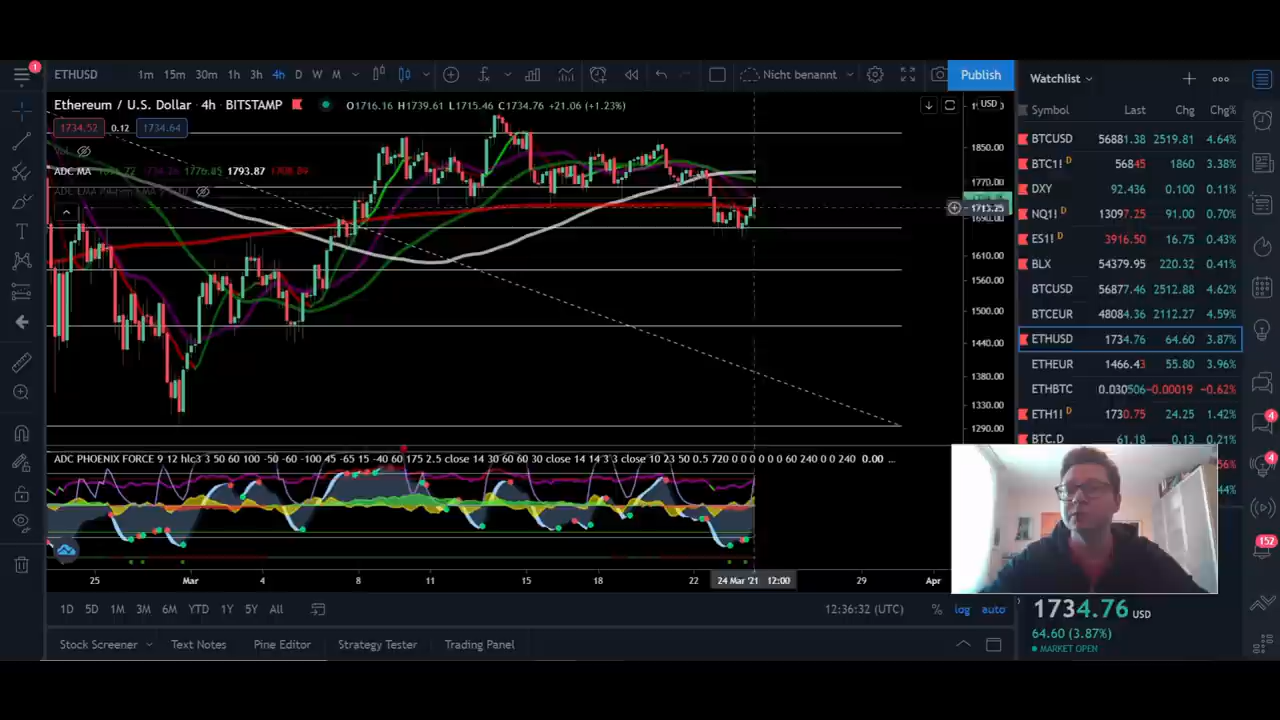 1
ETHUSD 1m 15m 30m 1h 3h 4h D W M Nicht benannt Publish
Ethereum / U.S. Dollar · 4h · BITSTAMP O1716.16 H1739.61 L1715.46 C1734.76 +21.06 (+1.23%)
1734.52 0.12 1734.64
ADC MA 1776.85 1793.87
USD
1850.00
1770.00
1713.25
1690.00
1610.00
1560.00
1500.00
1440.00
1380.00
1330.00
1290.00
ADC PHOENIX FORCE 9 12 hlc3 3 50 60 100 -50 -60 -100 45 65 15 -40 60 175 2.5 close 14 30 60 60 30 close 14 14 3 3 close 10 23 50 0.5 720 0 0 0 0 0 60 240 0 0 240 0.00 ...
25 Mar 4 8 11 15 18 22 24 Mar '21 12:00 29 Apr
1D 5D 1M 3M 6M YTD 1Y 5Y All 12:36:32 (UTC) % log auto
Stock Screener Text Notes Pine Editor Strategy Tester Trading Panel
Watchlist
Symbol Last Chg Chg%
BTCUSD 56881.38 2519.81 4.64%
BTC1! D 56845 1860 3.38%
DXY 92.436 0.100 0.11%
NQ1! D 13097.25 91.00 0.70%
ES1! D 3916.50 16.75 0.43%
BLX 54379.95 220.32 0.41%
BTCUSD 56877.46 2512.88 4.62%
BTCEUR 48084.36 2112.27 4.59%
ETHUSD 1734.76 64.60 3.87%
ETHEUR 1466.43 55.80 3.96%
ETHBTC 0.030506 -0.00019 -0.62%
ETH1! D 1730.75 24.25 1.42%
BTC.D 61.18 0.13 0.21%
56%
44%
1734.76 USD
64.60 (3.87%)
MARKET OPEN
4
4
152